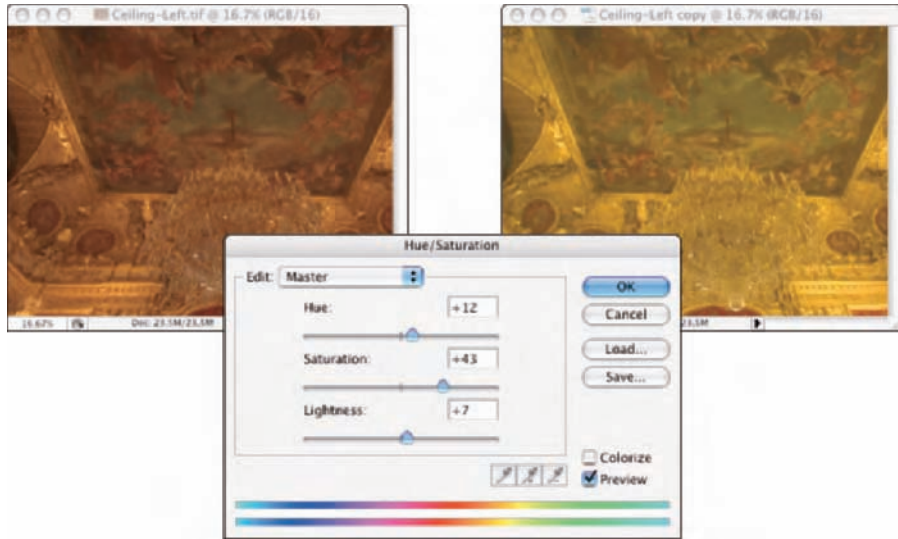 Ceiling-Left.tif @ 16.7% (RGB/16)
Ceiling-Left copy @ 16.7% (RGB/16)
16.67%
Doc: 23.5M/23.5M
23.5M
Hue/Saturation
Edit: Master
Hue: +12
Saturation: +43
Lightness: +7
OK
Cancel
Load...
Save...
Colorize
Preview